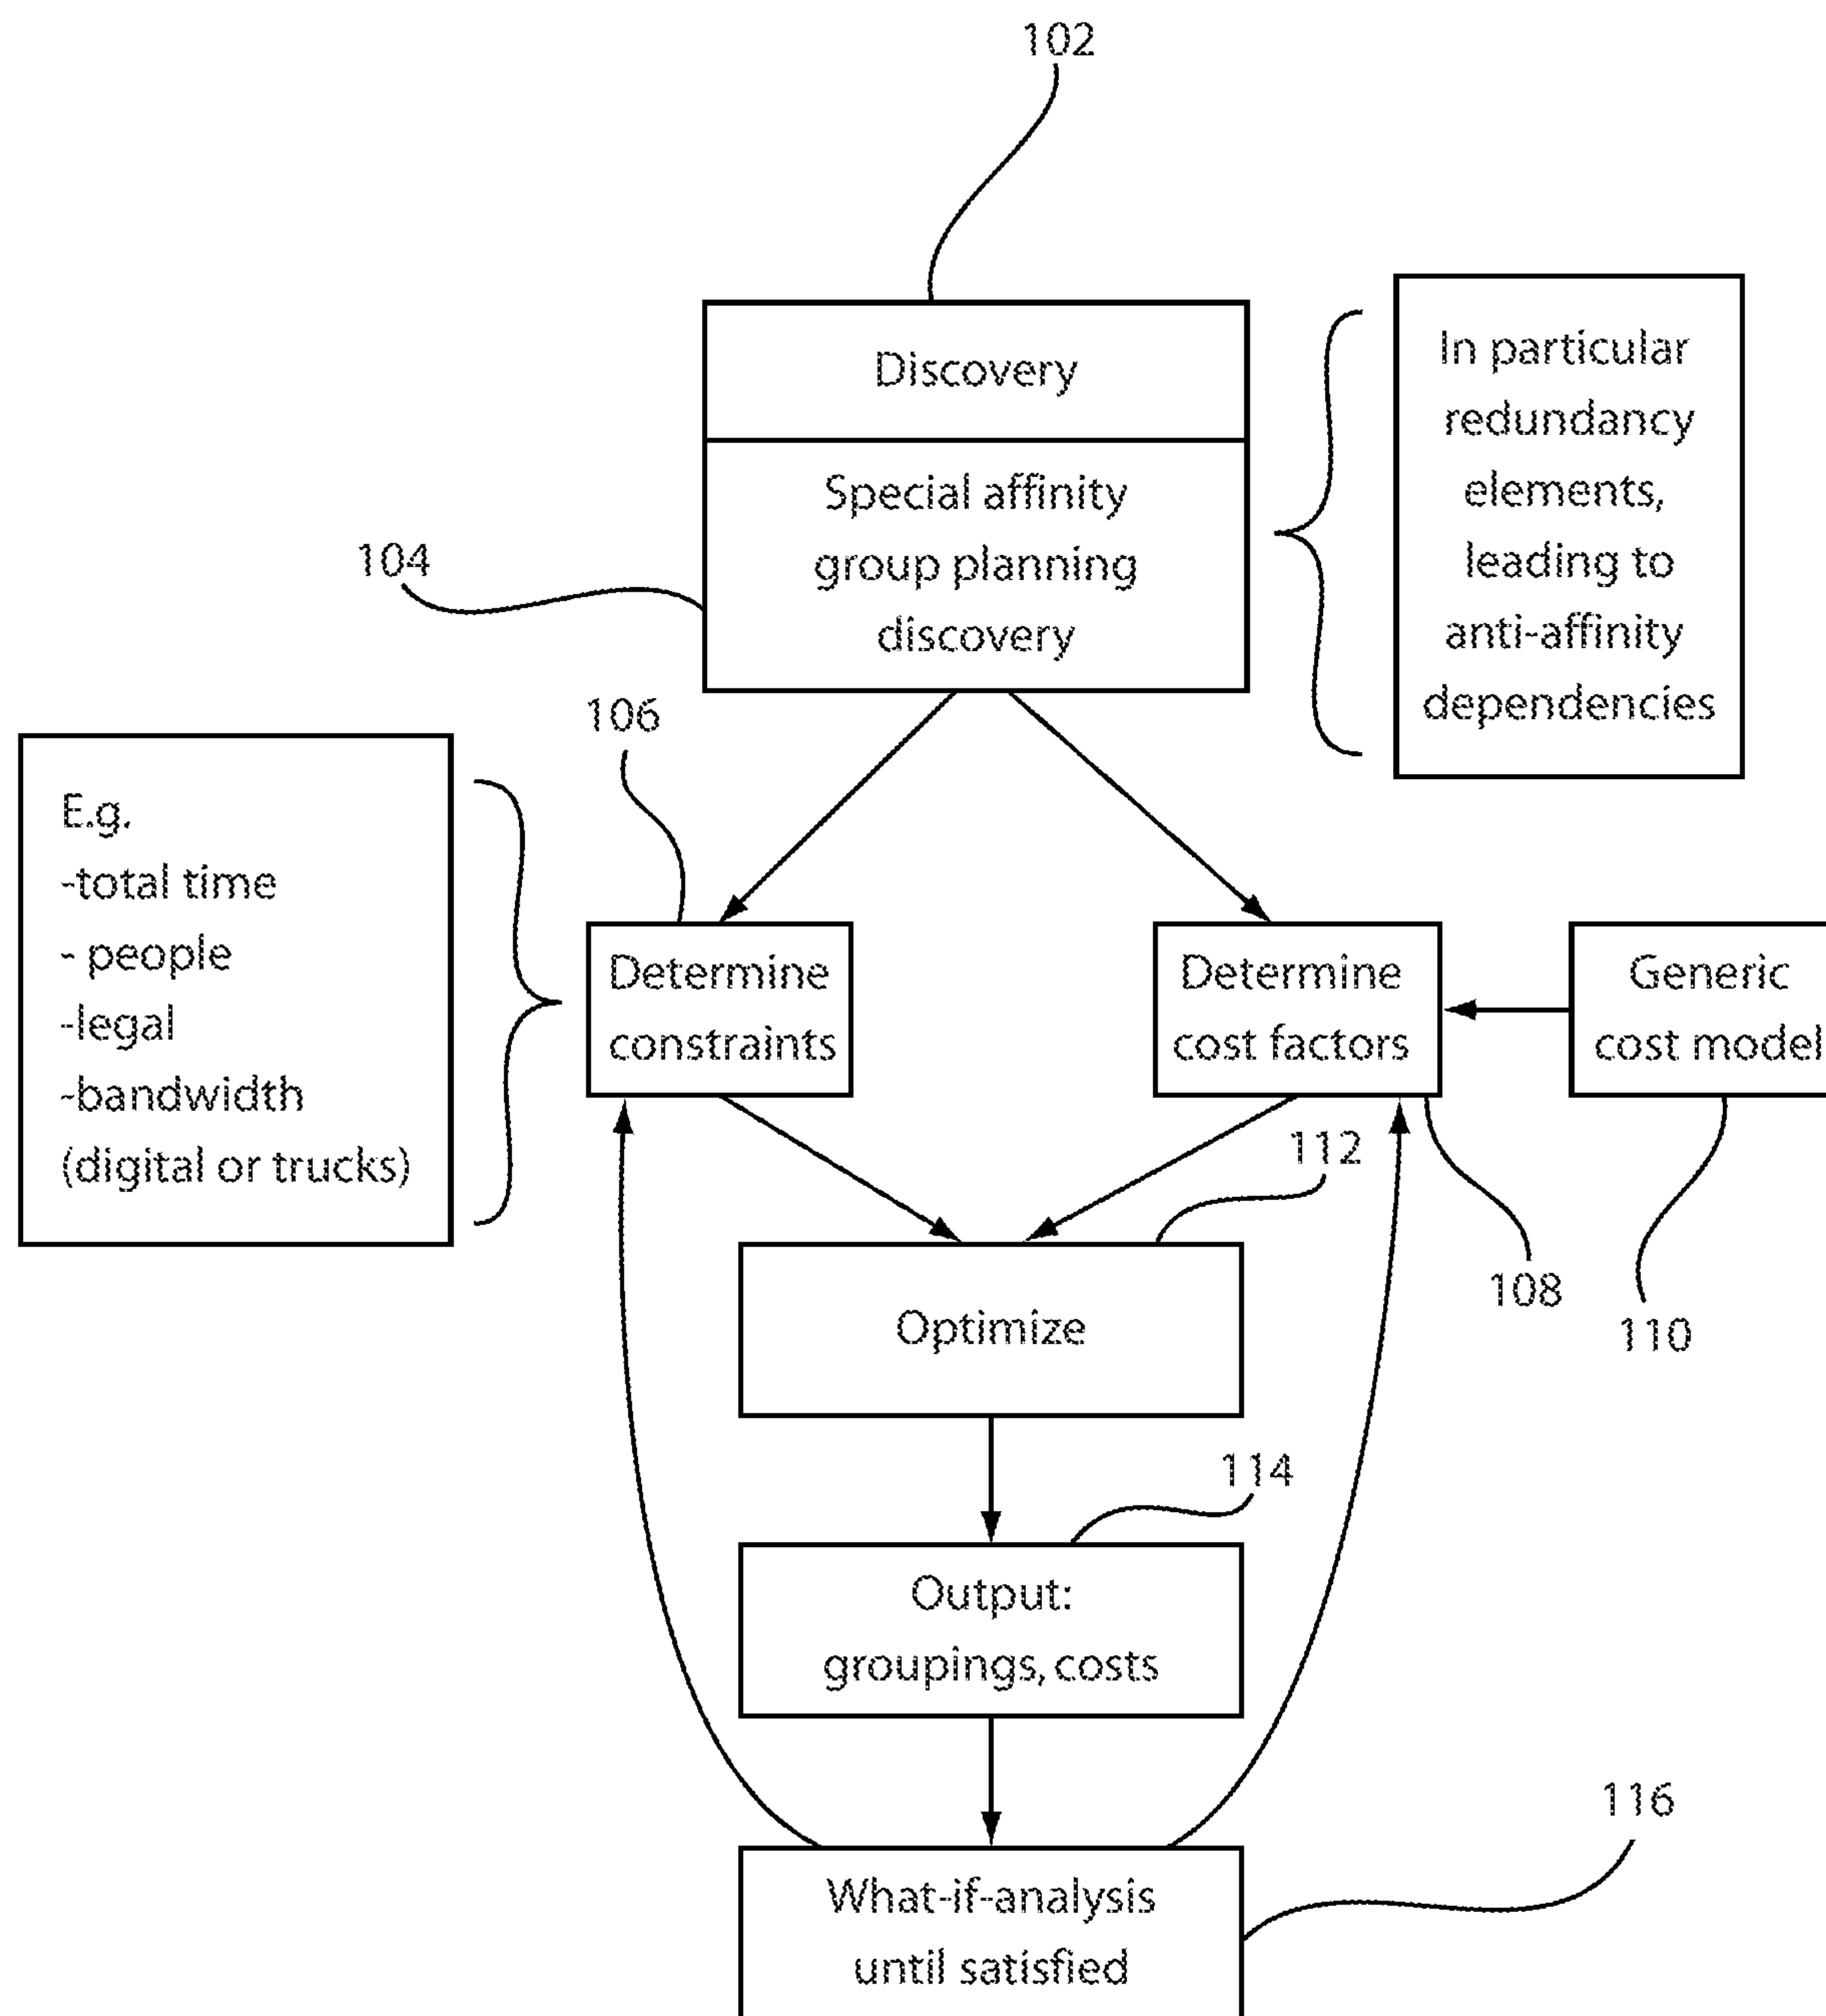 102
Discovery
Special affinity
group planning
discovery
In particular
redundancy
elements,
leading to
anti-affinity
dependencies
104
106
E.g.
-total time
- people
-legal
-bandwidth
(digital or trucks)
Determine
constraints
Determine
cost factors
Generic
cost model
112
108
110
Optimize
114
Output:
groupings, costs
116
What-if-analysis
until satisfied